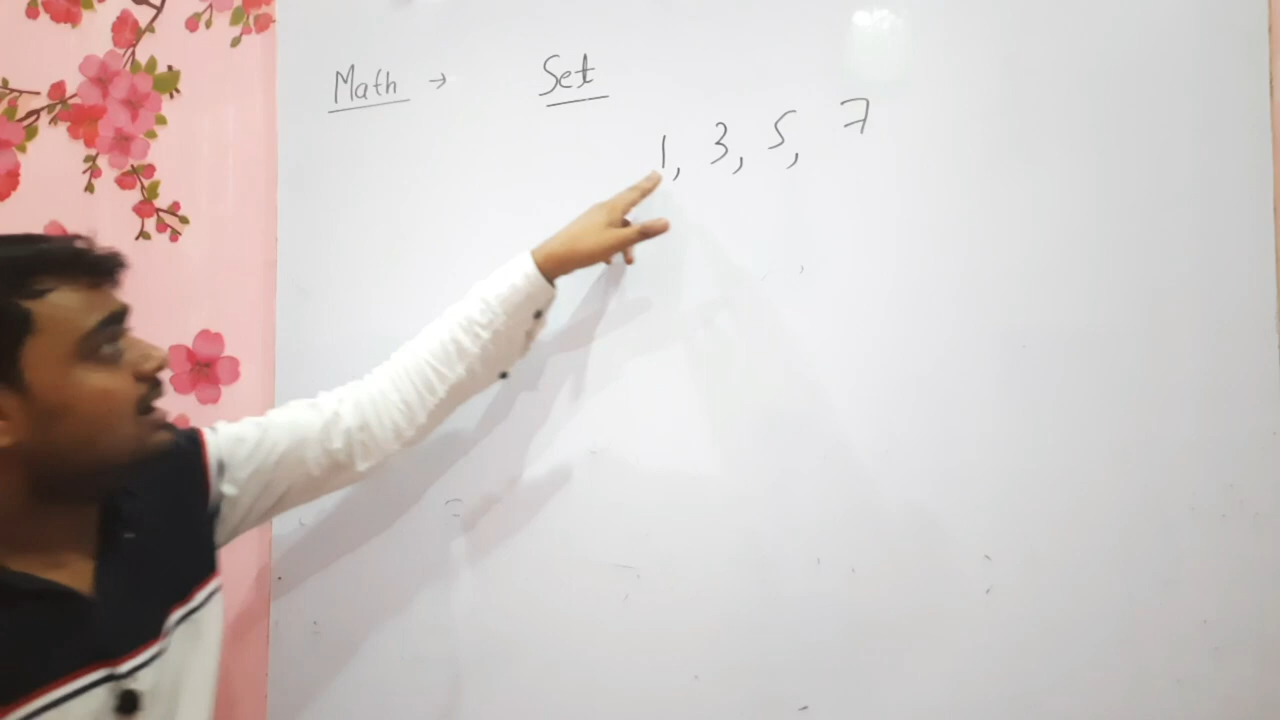 Math → Set
1, 3, 5, 7